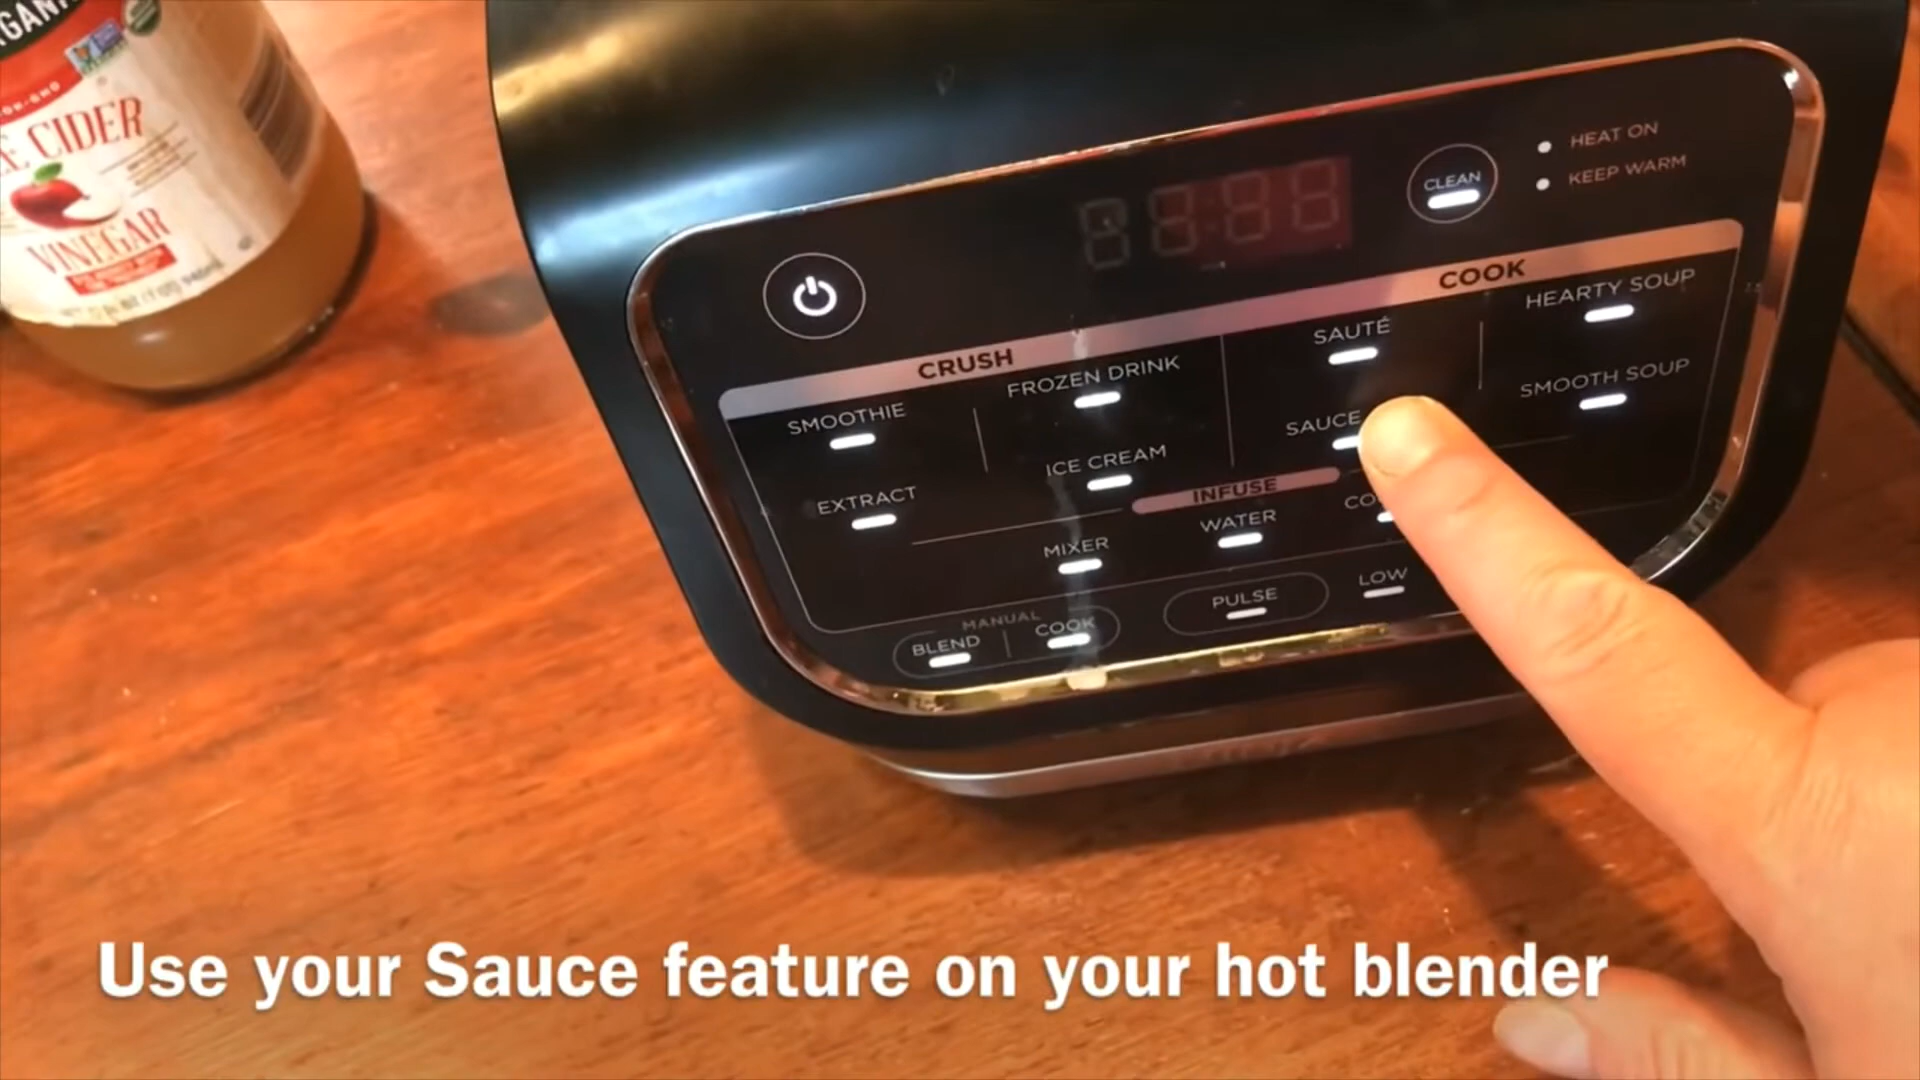 CIDER
VINEGAR
CLEAN
HEAT ON
KEEP WARM
CRUSH
COOK
SMOOTHIE
FROZEN DRINK
SAUTÉ
HEARTY SOUP
EXTRACT
ICE CREAM
SAUCE
SMOOTH SOUP
INFUSE
MIXER
WATER
MANUAL
BLEND
COOK
PULSE
LOW
Use your Sauce feature on your hot blender